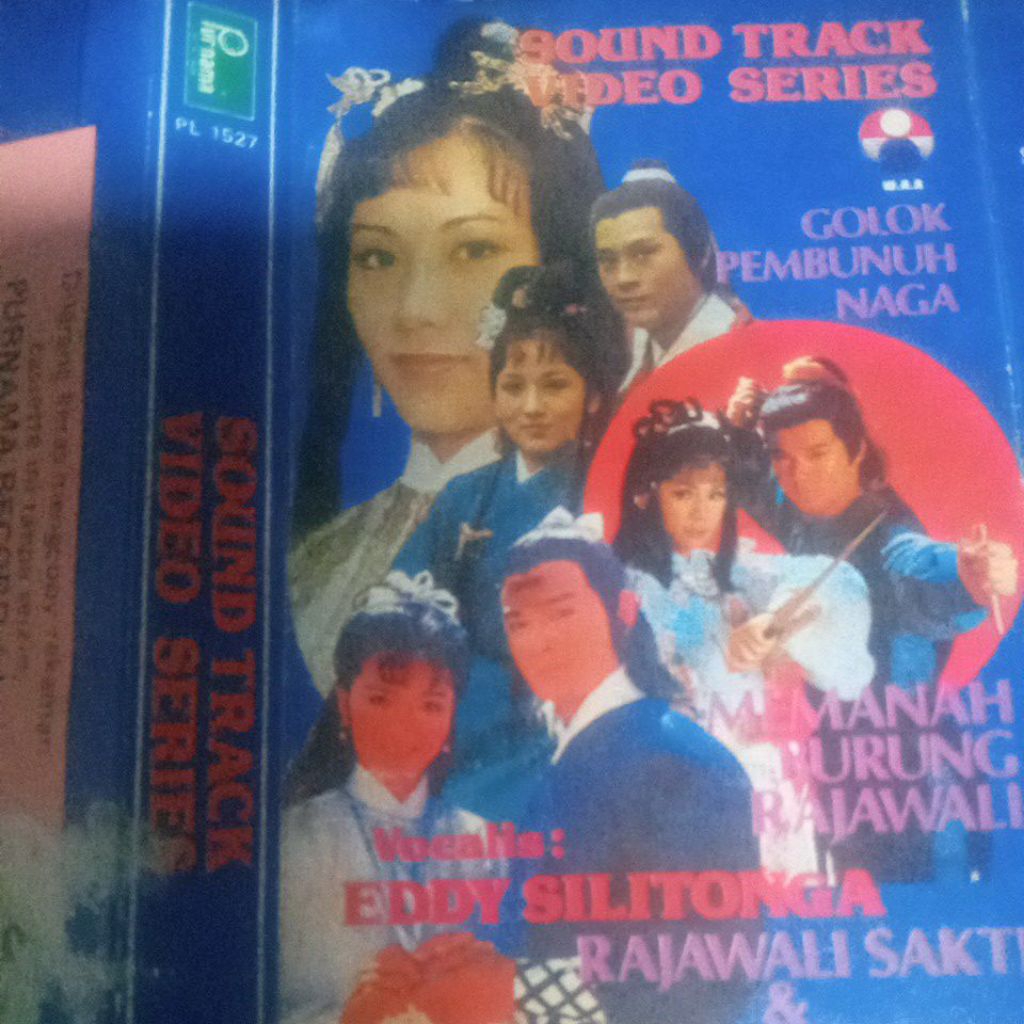 Purnama
PL 1527
SOUND TRACK
VIDEO SERIES
SOUND TRACK
VIDEO SERIES
GOLOK
PEMBUNUH
NAGA
MEMANAH
BURUNG
RAJAWALI
Vocalis:
EDDY SILITONGA
RAJAWALI SAKTI
&